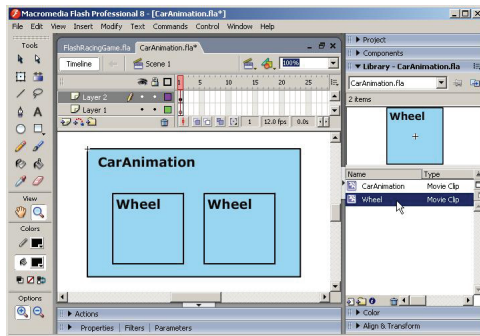 Macromedia Flash Professional 8 - [CarAnimation.fla*]
File Edit View Insert Modify Text Commands Control Window Help
Tools
View
Colors
Options
FlashRacingGame.fla CarAnimation.fla*
Timeline Scene 1 100%
1 5 10 15 20 25
Layer 2
Layer 1
1 12.0 fps 0.0s
CarAnimation
Wheel Wheel
Actions
Properties Filters Parameters
Project
Components
Library - CarAnimation.fla
CarAnimation.fla
2 items
Wheel
Name Type
CarAnimation Movie Clip
Wheel Movie Clip
Color
Align & Transform